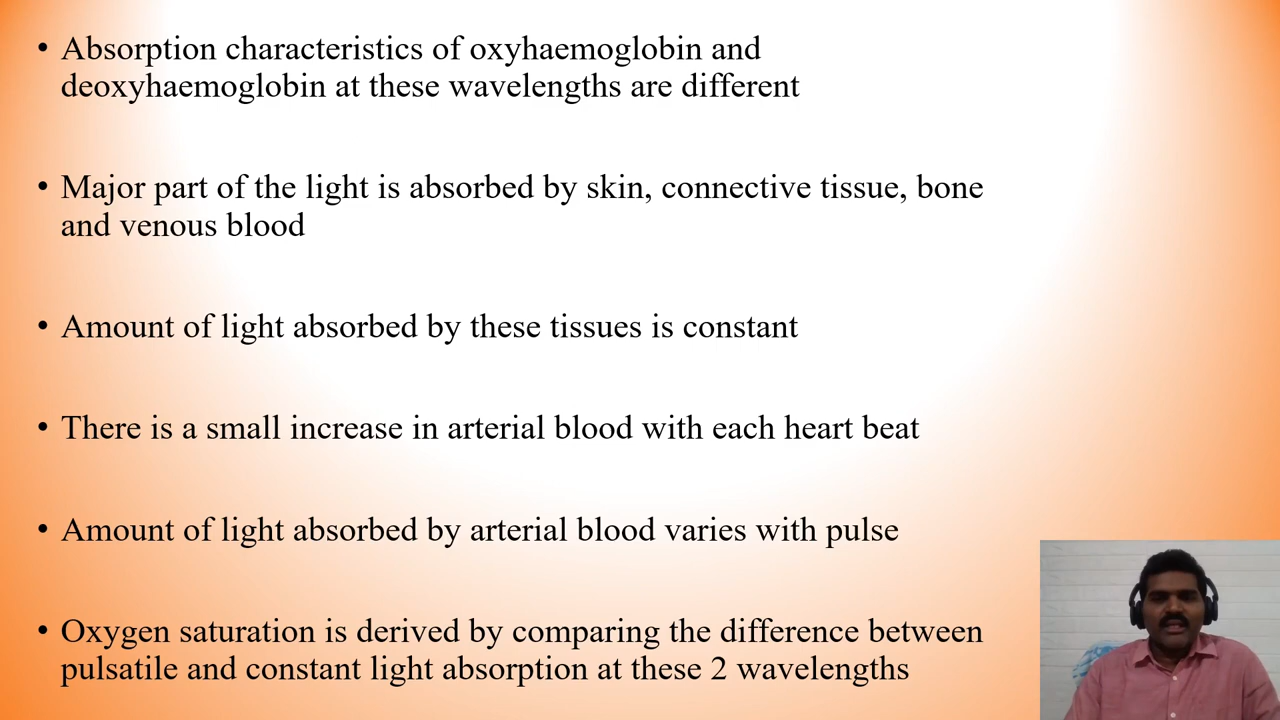 • Absorption characteristics of oxyhaemoglobin and
deoxyhaemoglobin at these wavelengths are different
• Major part of the light is absorbed by skin, connective tissue, bone
and venous blood
• Amount of light absorbed by these tissues is constant
• There is a small increase in arterial blood with each heart beat
• Amount of light absorbed by arterial blood varies with pulse
• Oxygen saturation is derived by comparing the difference between
pulsatile and constant light absorption at these 2 wavelengths